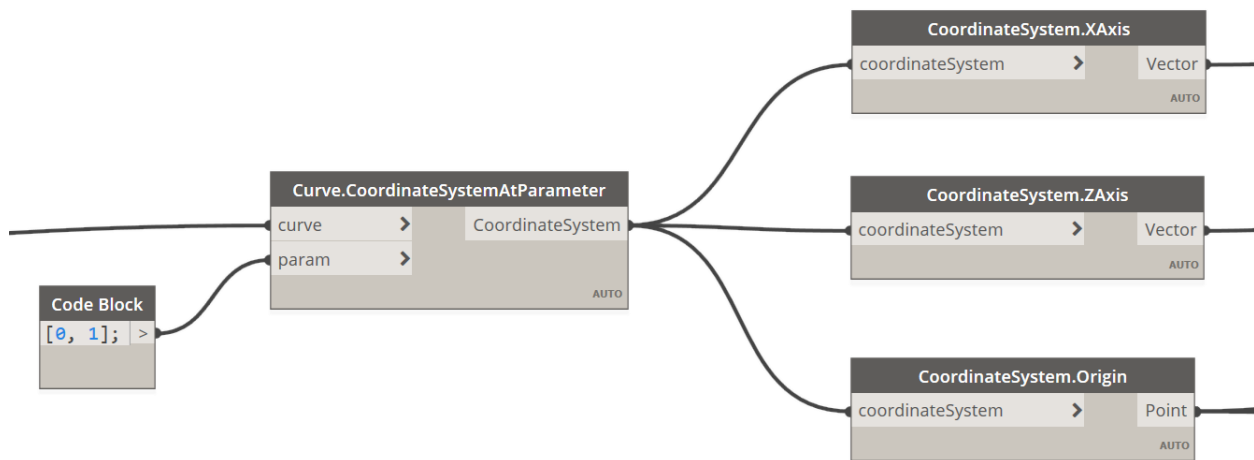 CoordinateSystem.XAxis
coordinateSystem > Vector
AUTO
Curve.CoordinateSystemAtParameter
curve > CoordinateSystem
param >
AUTO
CoordinateSystem.ZAxis
coordinateSystem > Vector
AUTO
Code Block
[0, 1]; >
CoordinateSystem.Origin
coordinateSystem > Point
AUTO